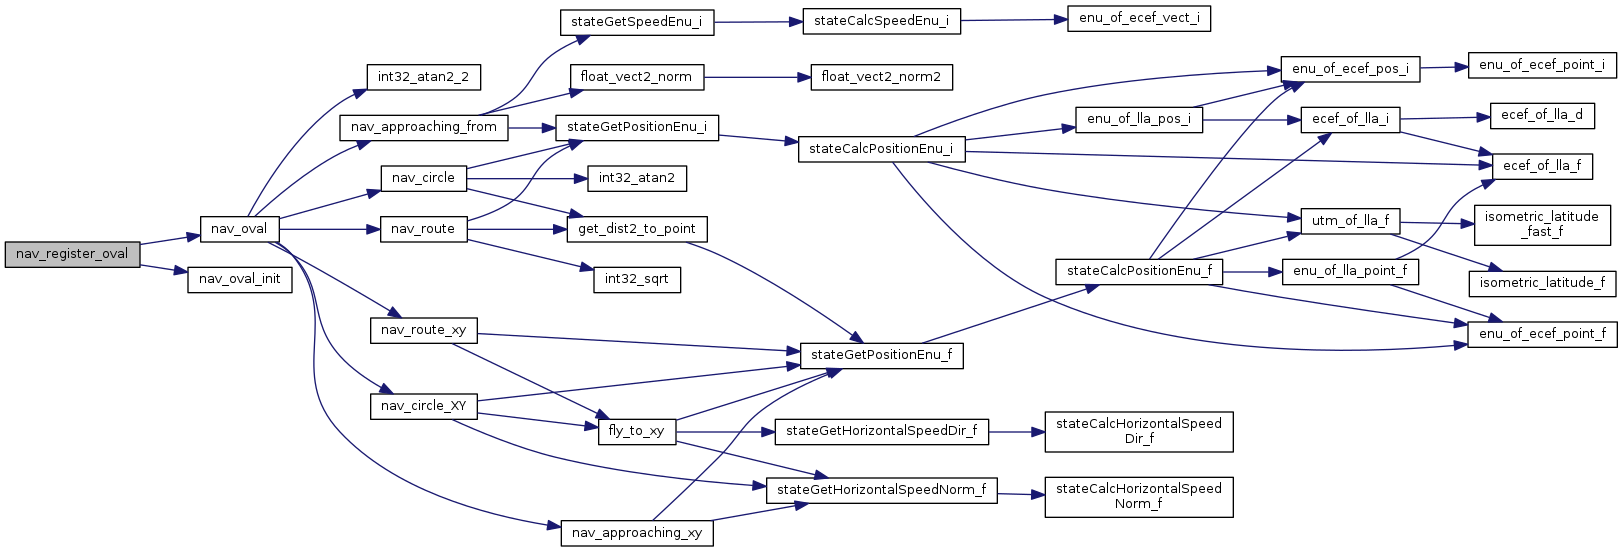 nav_register_oval
nav_oval
nav_oval_init
int32_atan2_2
nav_approaching_from
nav_circle
nav_route
nav_route_xy
nav_circle_XY
stateGetSpeedEnu_i
float_vect2_norm
stateGetPositionEnu_i
int32_atan2
get_dist2_to_point
int32_sqrt
fly_to_xy
nav_approaching_xy
stateCalcSpeedEnu_i
float_vect2_norm2
stateCalcPositionEnu_i
stateGetPositionEnu_f
stateGetHorizontalSpeedDir_f
stateGetHorizontalSpeedNorm_f
enu_of_ecef_vect_i
enu_of_lla_pos_i
stateCalcPositionEnu_f
stateCalcHorizontalSpeed
Dir_f
stateCalcHorizontalSpeed
Norm_f
enu_of_ecef_pos_i
ecef_of_lla_i
utm_of_lla_f
enu_of_lla_point_f
enu_of_ecef_point_i
ecef_of_lla_d
ecef_of_lla_f
isometric_latitude
_fast_f
isometric_latitude_f
enu_of_ecef_point_f